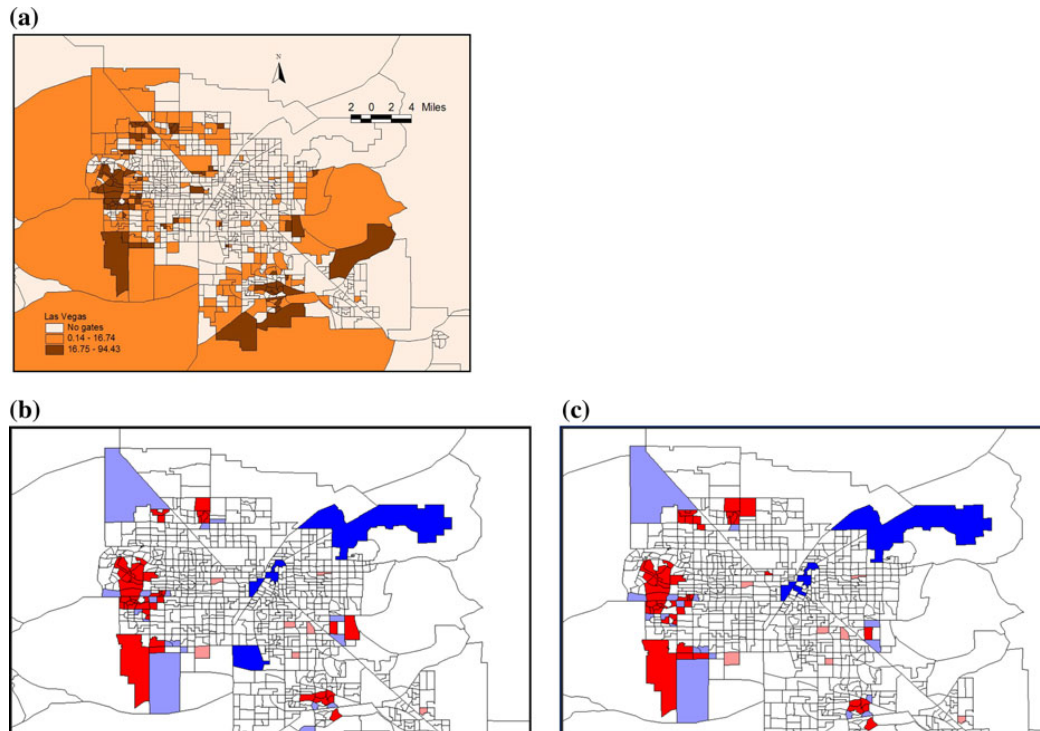 (a)
N
2 0 2 4 Miles
Las Vegas
No gates
0.14 - 16.74
16.75 - 94.43
(b)
(c)